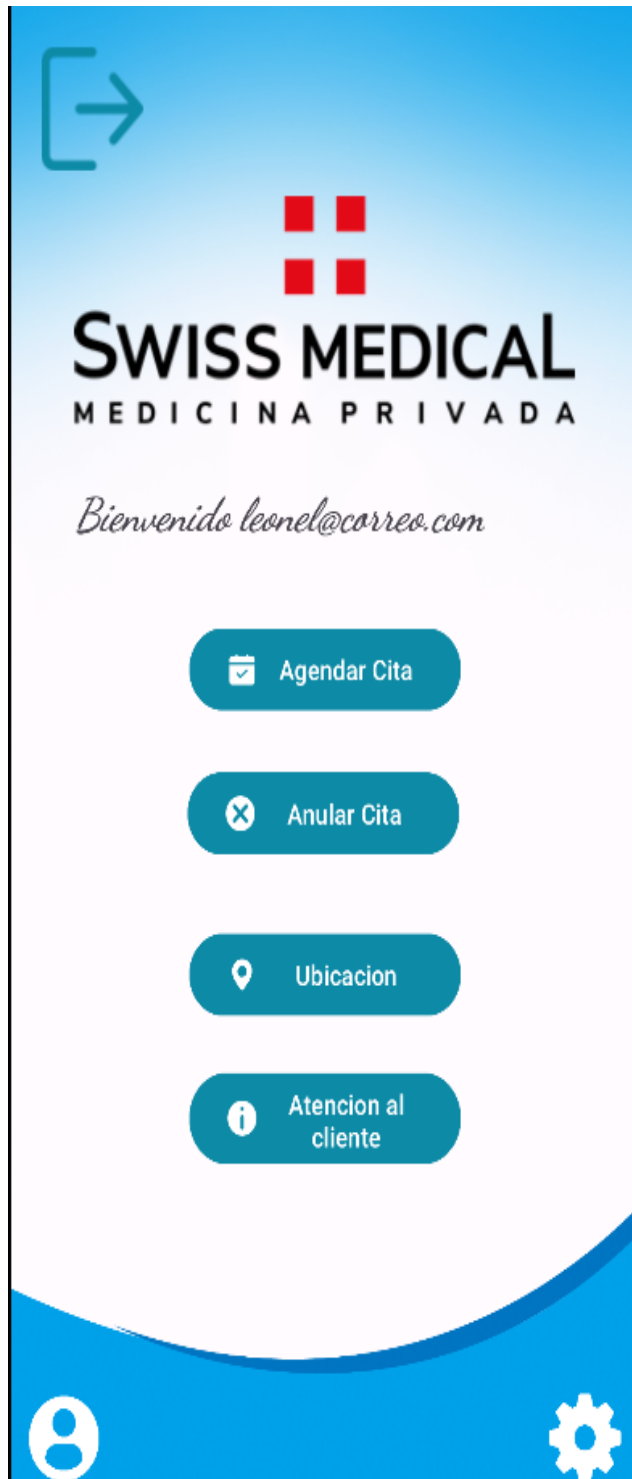 SWISS MEDICAL
MEDICINA PRIVADA
Bienvenido leonel@correo.com
Agendar Cita
Anular Cita
Ubicacion
Atencion al
cliente